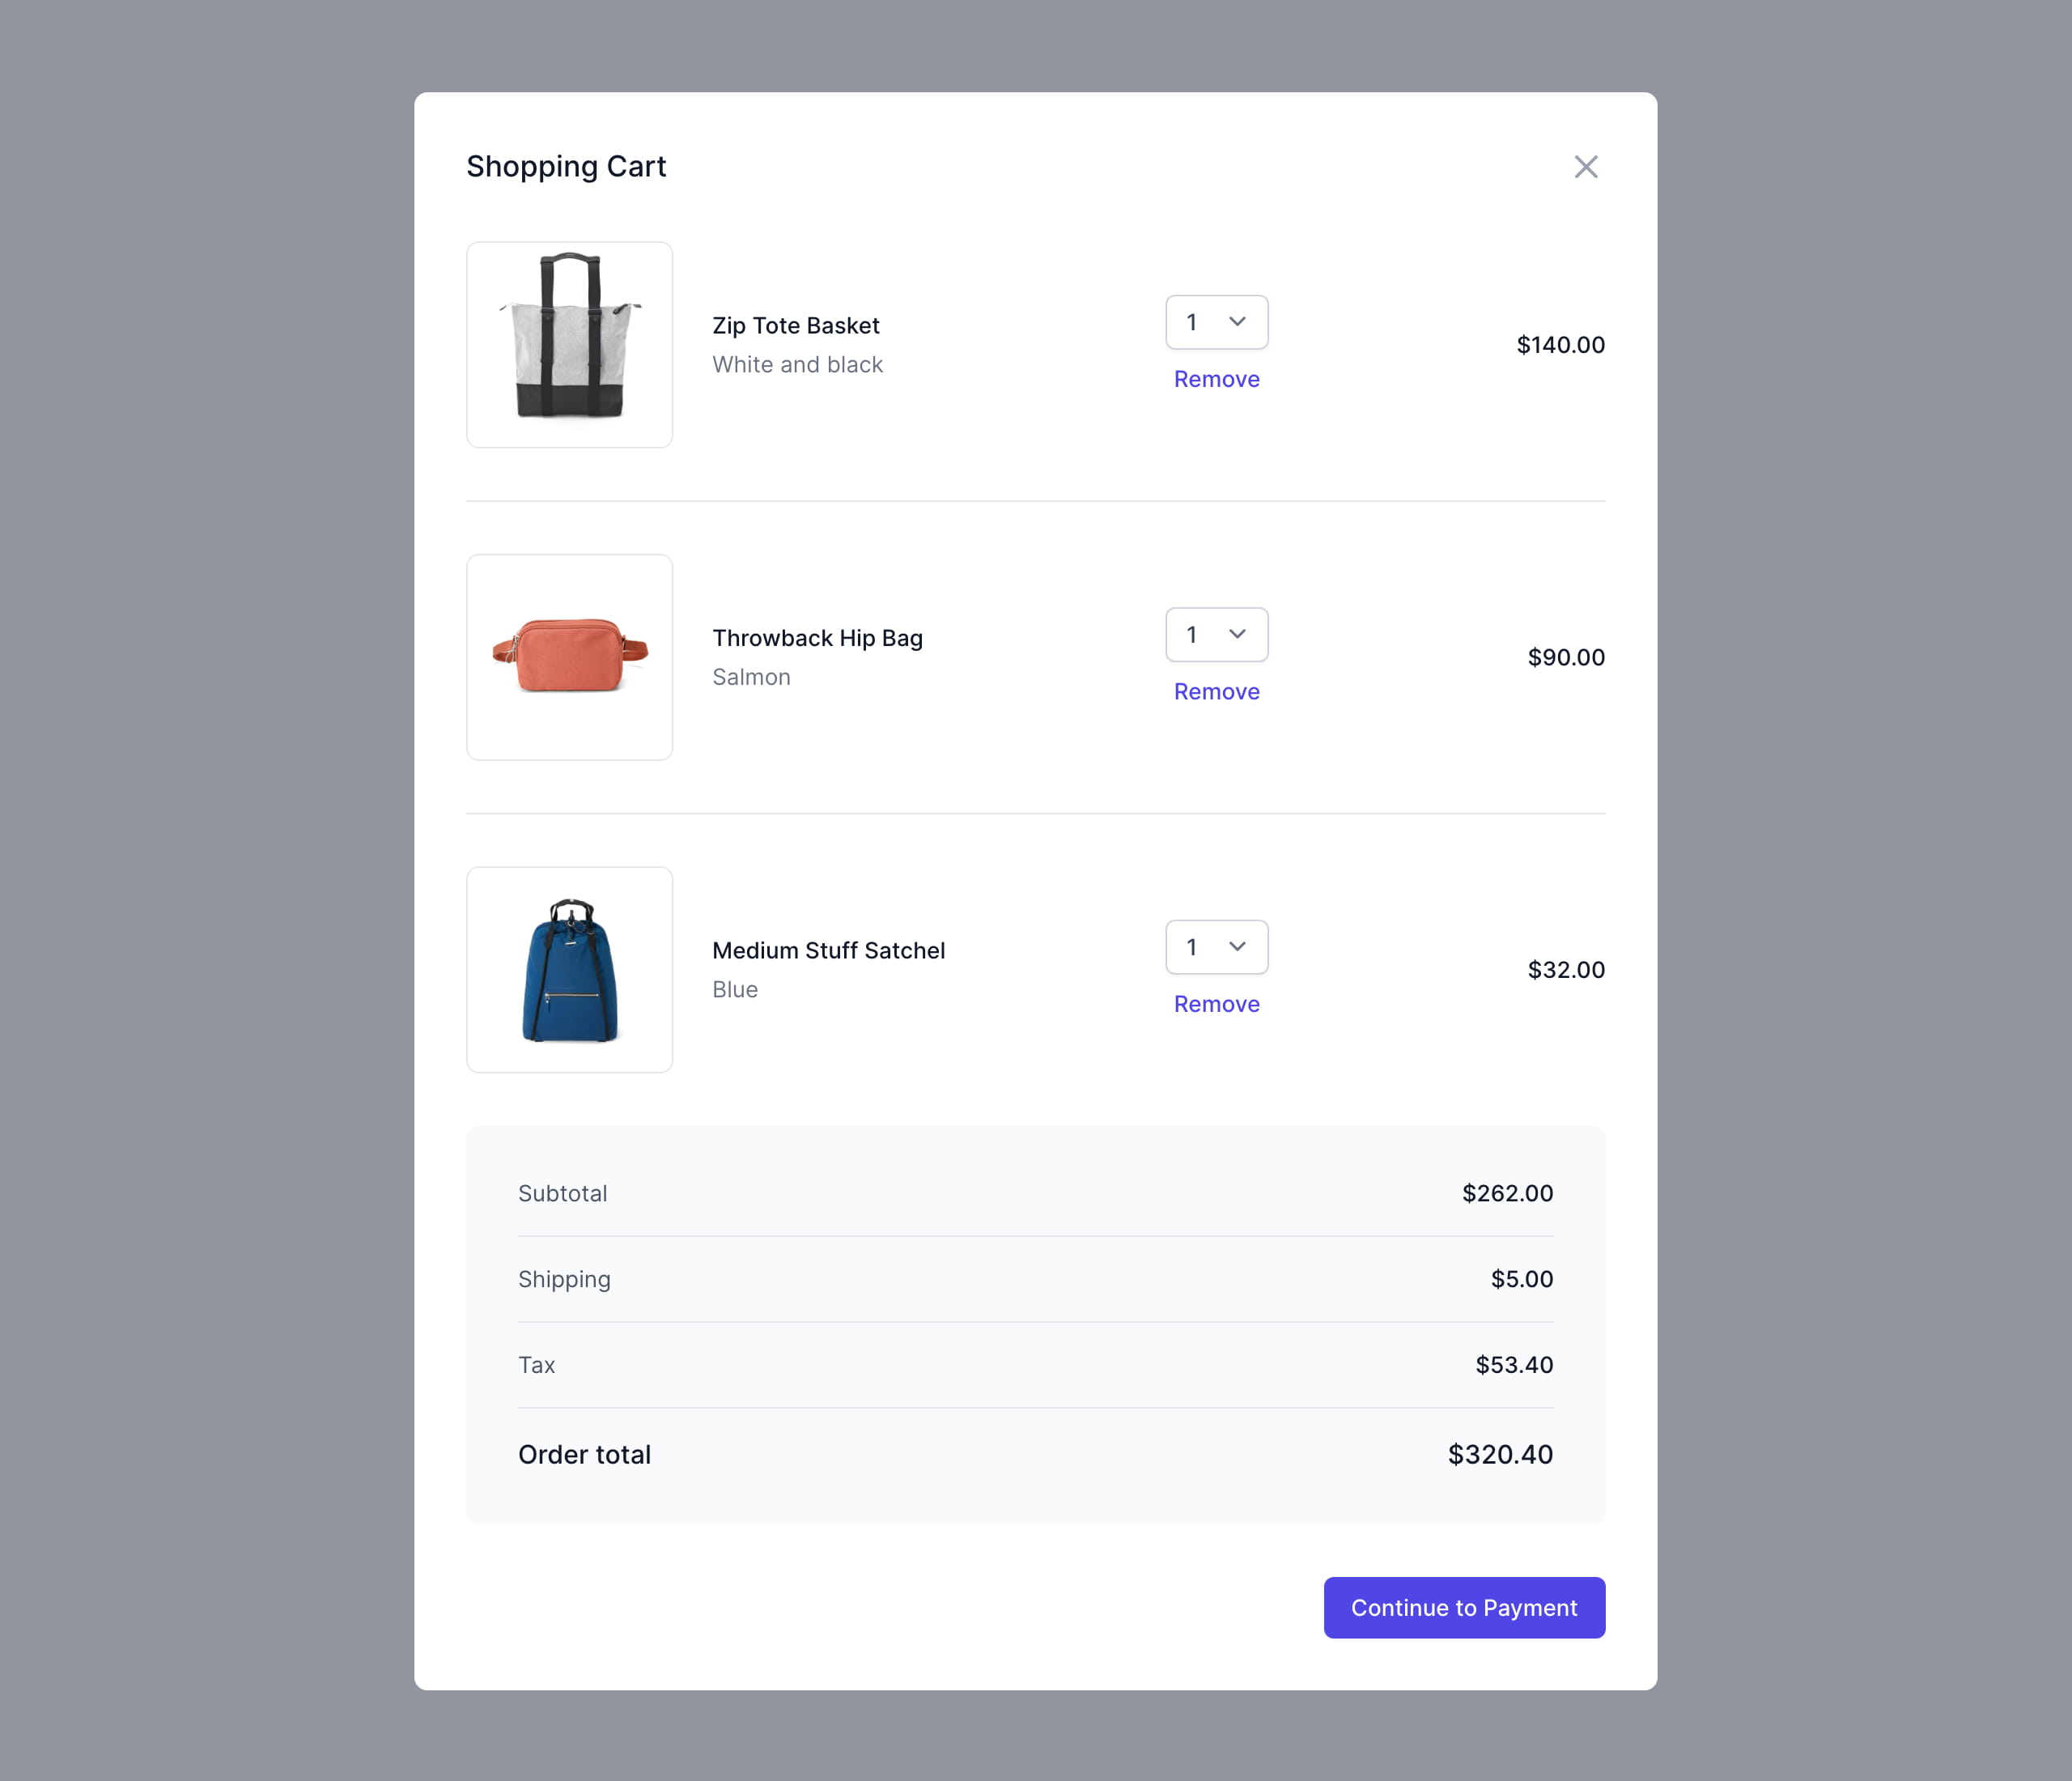 Shopping Cart
Zip Tote Basket
White and black
1
Remove
$140.00
Throwback Hip Bag
Salmon
1
Remove
$90.00
Medium Stuff Satchel
Blue
1
Remove
$32.00
Subtotal $262.00
Shipping $5.00
Tax $53.40
Order total $320.40
Continue to Payment